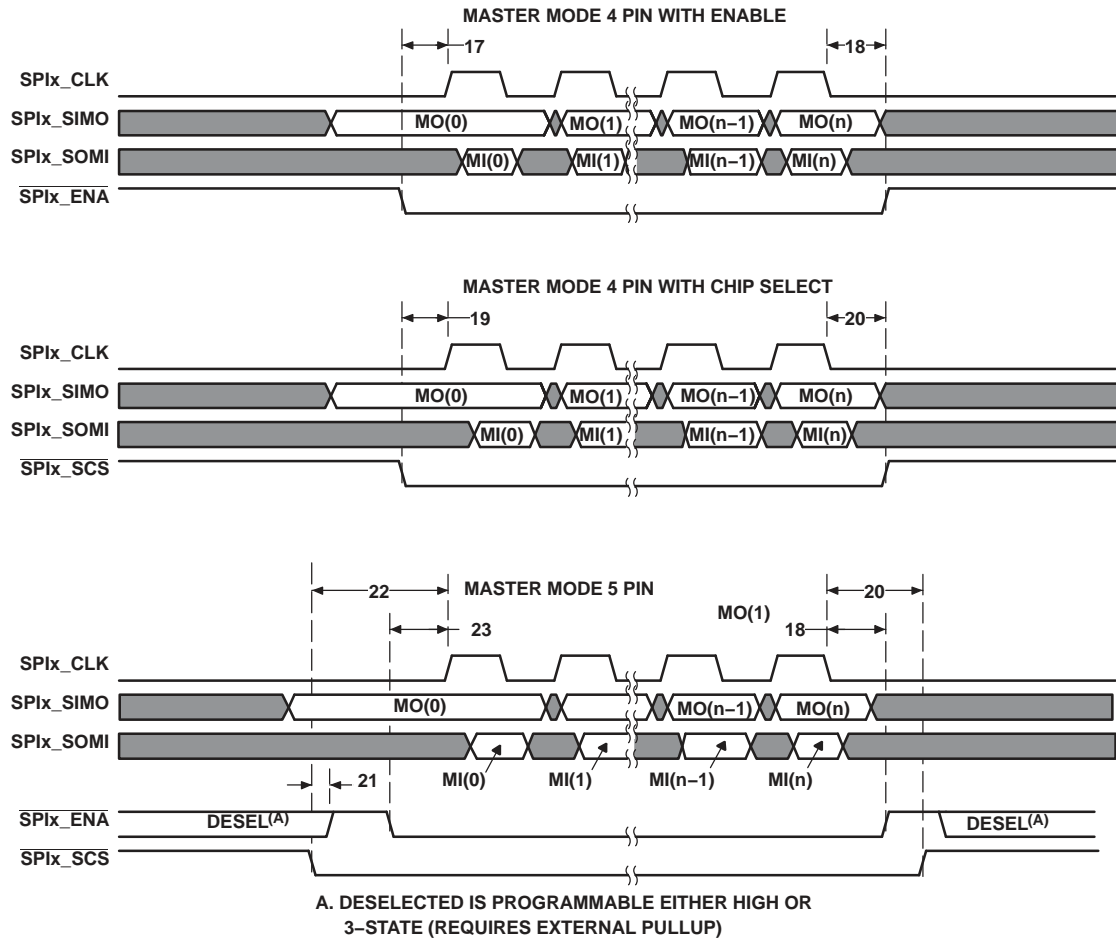 MASTER MODE 4 PIN WITH ENABLE
17 18
SPIx_CLK
SPIx_SIMO MO(0) MO(1) MO(n−1) MO(n)
SPIx_SOMI MI(0) MI(1) MI(n−1) MI(n)
SPIx_ENA
MASTER MODE 4 PIN WITH CHIP SELECT
19 20
SPIx_CLK
SPIx_SIMO MO(0) MO(1) MO(n−1) MO(n)
SPIx_SOMI MI(0) MI(1) MI(n−1) MI(n)
SPIx_SCS
22 MASTER MODE 5 PIN 20
MO(1)
23 18
SPIx_CLK
SPIx_SIMO MO(0) MO(n−1) MO(n)
SPIx_SOMI
21 MI(0) MI(1) MI(n−1) MI(n)
SPIx_ENA DESEL(A) DESEL(A)
SPIx_SCS
A. DESELECTED IS PROGRAMMABLE EITHER HIGH OR
3−STATE (REQUIRES EXTERNAL PULLUP)